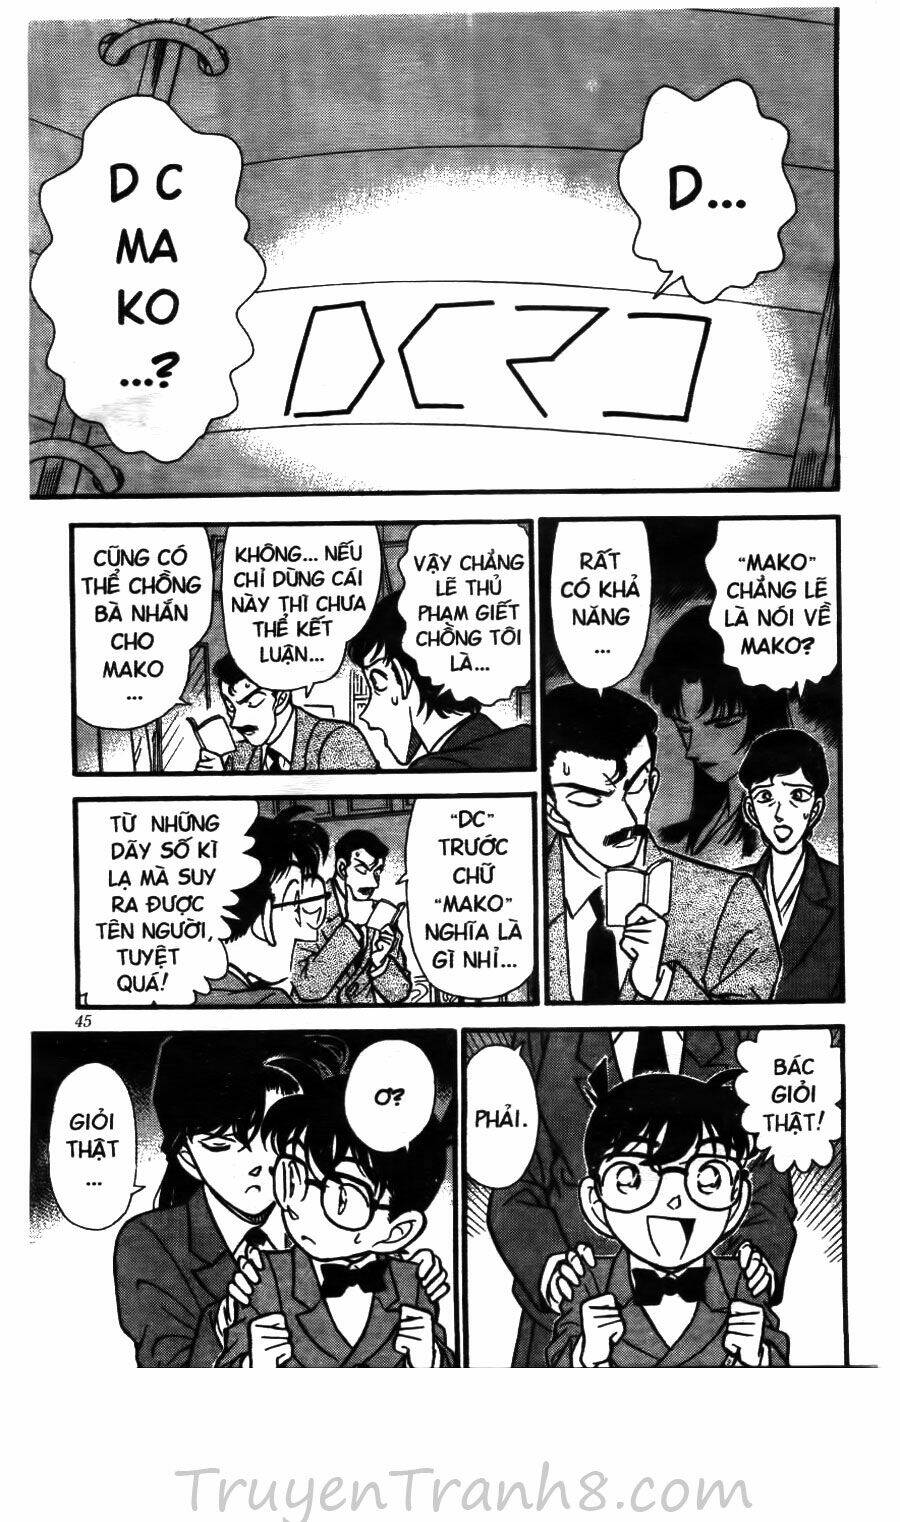 D...
D C
MA
KO
...?
"MAKO"
CHẲNG LẼ
LÀ NÓI VỀ
MAKO?
RẤT
CÓ KHẢ
NĂNG
...
VẬY CHẲNG
LẼ THỦ
PHẠM GIẾT
CHỒNG TÔI
LÀ...
KHÔNG... NẾU
CHỈ DÙNG CÁI
NÀY THÌ CHƯA
THỂ KẾT
LUẬN...
CŨNG CÓ
THỂ CHỒNG
BÀ NHẮN
CHO
MAKO
...
"DC"
TRƯỚC
CHỮ
"MAKO"
NGHĨA LÀ
GÌ NHỈ...
TỪ NHỮNG
DÃY SỐ KÌ
LẠ MÀ SUY
RA ĐƯỢC
TÊN NGƯỜI,
TUYỆT
QUÁ!
45
BÁC
GIỎI
THẬT!
PHẢI.
Ơ?
GIỎI
THẬT
...
TruyenTranh8.com